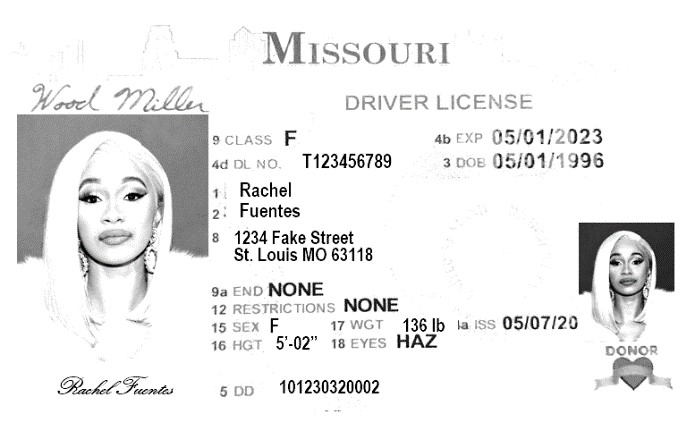 MISSOURI
Wood Miller
DRIVER LICENSE
9 CLASS F
4b EXP 05/01/2023
4d DL NO. T123456789
3 DOB 05/01/1996
1 Rachel
2 Fuentes
8 1234 Fake Street
St. Louis MO 63118
9a END NONE
12 RESTRICTIONS NONE
15 SEX F 17 WGT 136 lb
ISS 05/07/20
16 HGT 5'-02” 18 EYES HAZ
DONOR
Rachel Fuentes
5 DD 101230320002